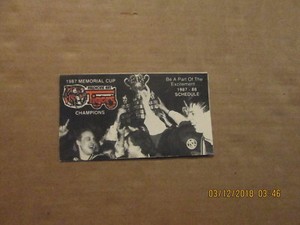 1987 MEMORIAL CUP
CHAMPIONS
Be A Part Of The
Excitement
1987 - 88
SCHEDULE
03/12/2018 03:46